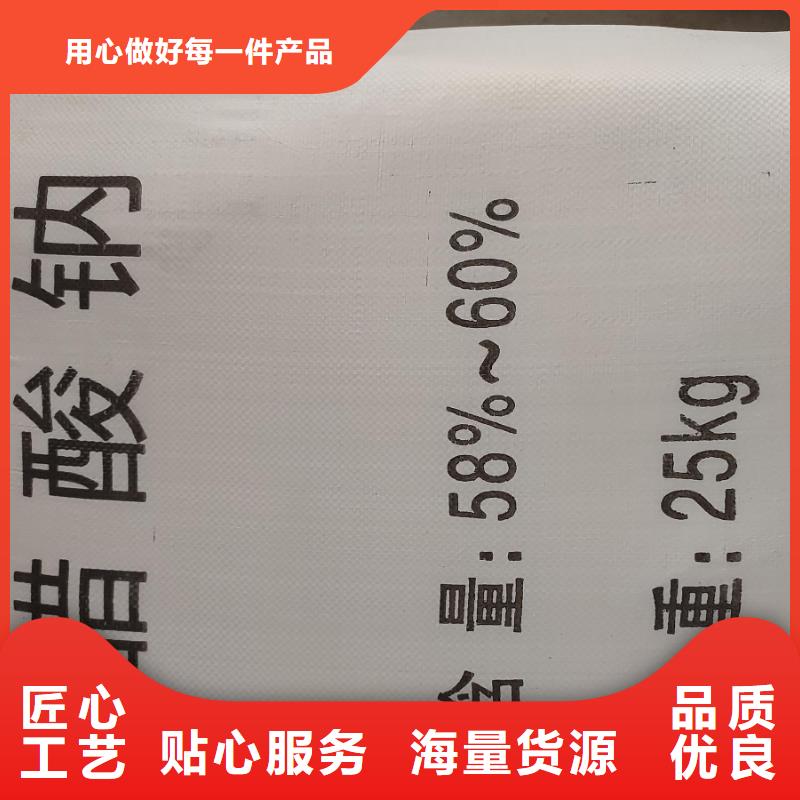 用心做好每一件产品
醋酸钠
含量:58%~60%
重:25kg
匠心
工艺
贴心服务
海量货源
品质
优良